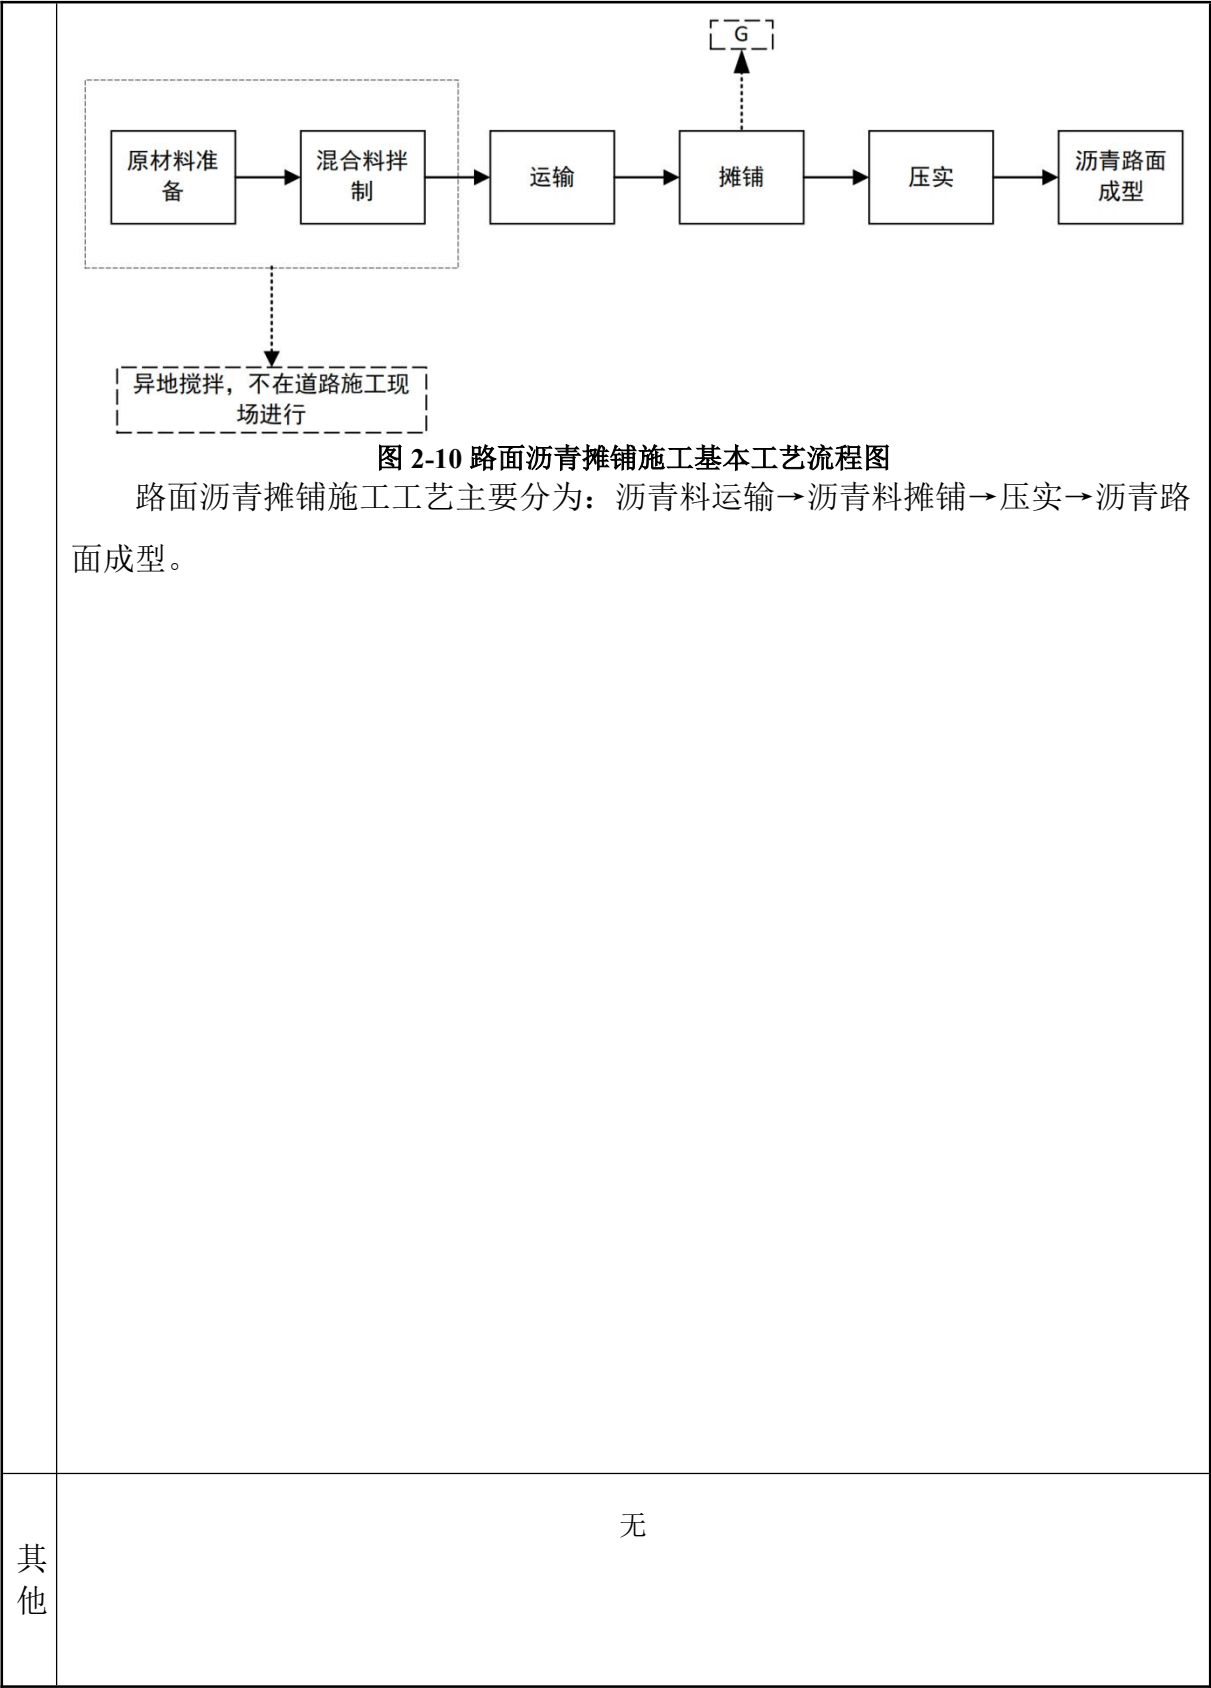 G
原材料准
备
混合料拌
制
运输
摊铺
压实
沥青路面
成型
异地搅拌，不在道路施工现
场进行
图 2-10 路面沥青摊铺施工基本工艺流程图
路面沥青摊铺施工工艺主要分为：沥青料运输→沥青料摊铺→压实→沥青路
面成型。
其
他
无